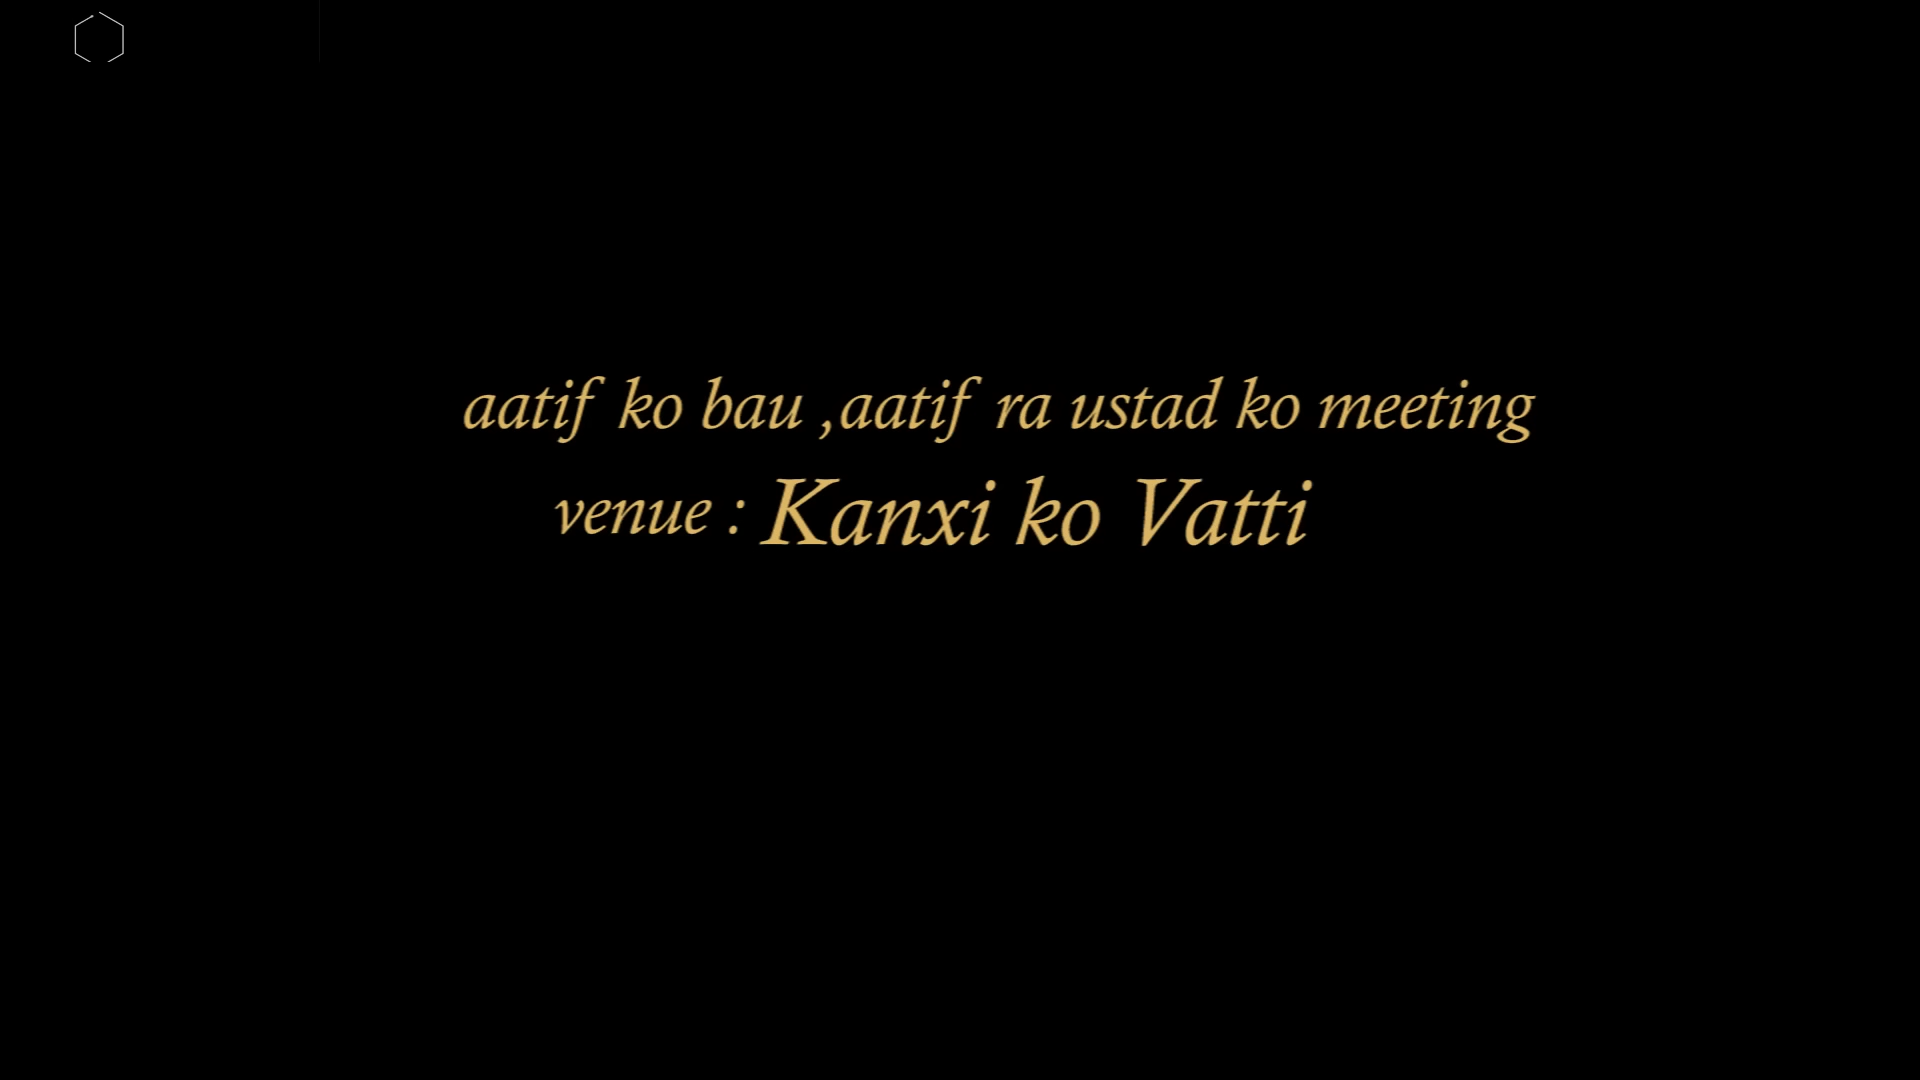 aatif ko bau ,aatif ra ustad ko meeting
venue : Kanxi ko Vatti